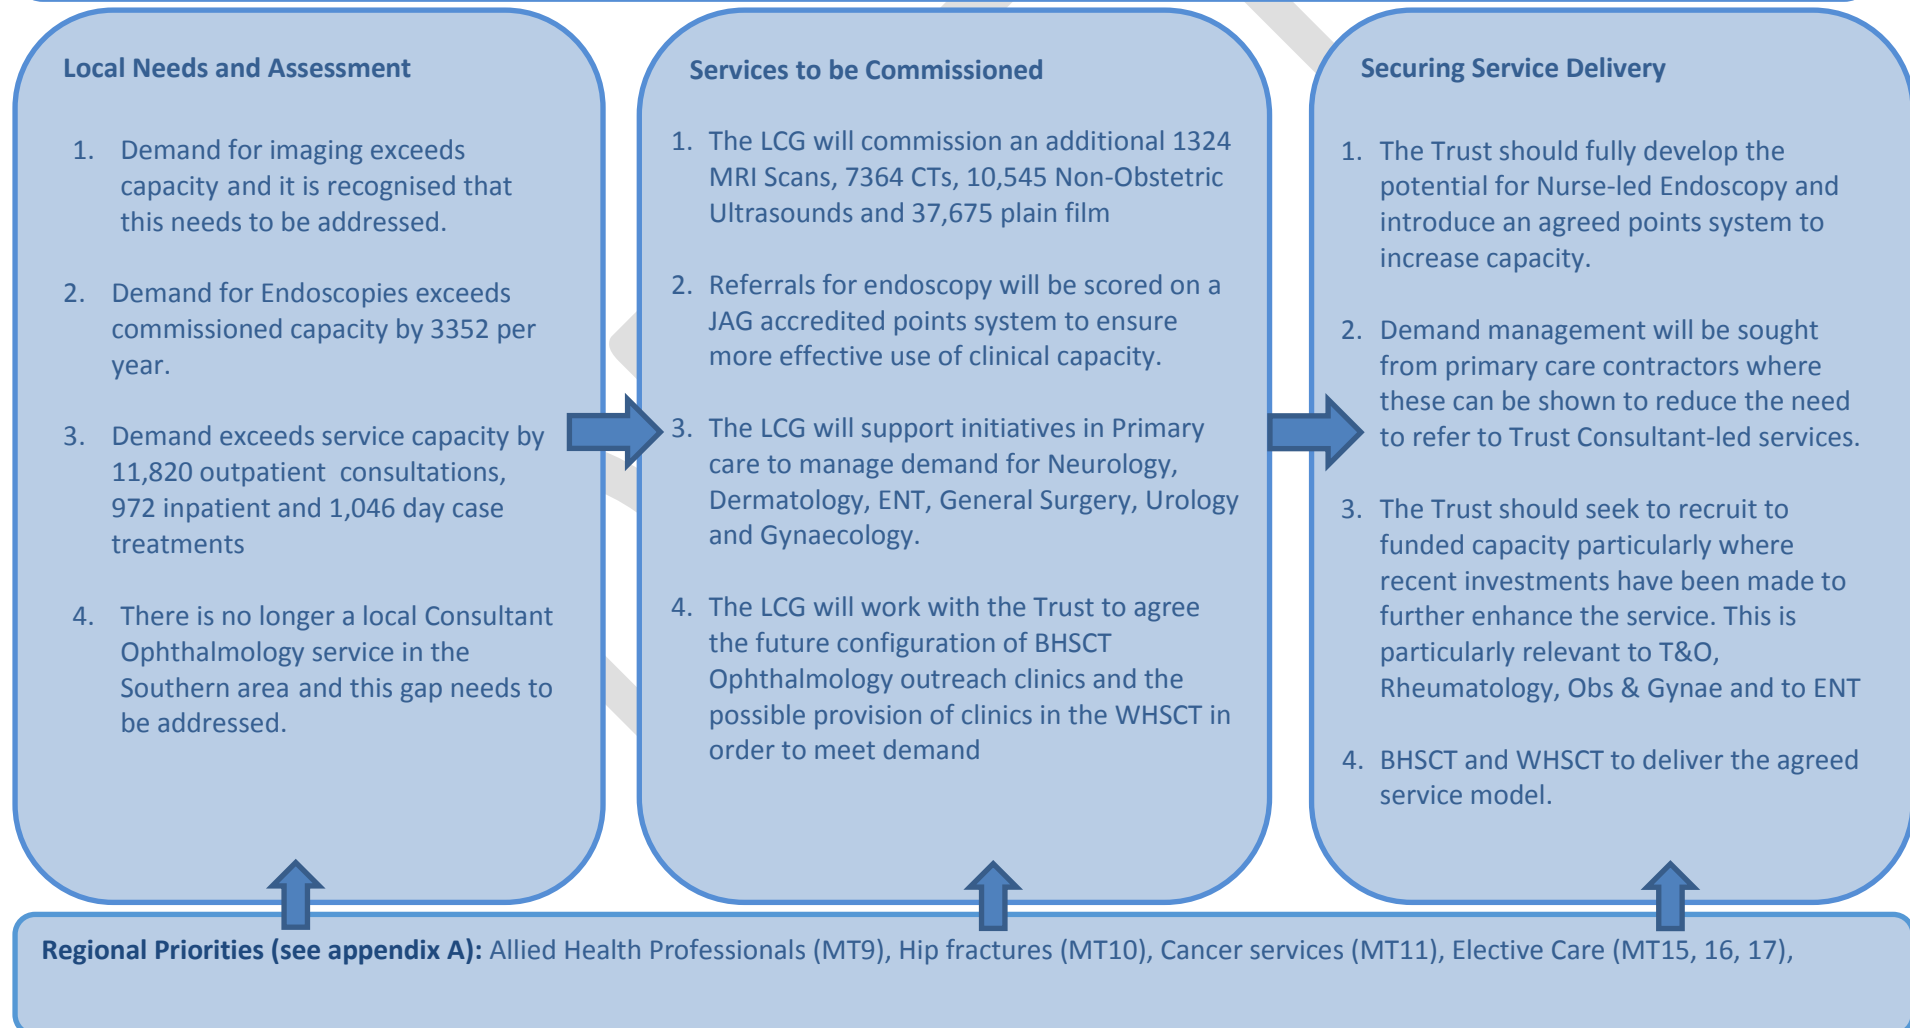 Local Needs and Assessment
1. Demand for imaging exceeds
capacity and it is recognised that
this needs to be addressed.
2. Demand for Endoscopies exceeds
commissioned capacity by 3352 per
year.
3. Demand exceeds service capacity by
11,820 outpatient consultations,
972 inpatient and 1,046 day case
treatments
4. There is no longer a local Consultant
Ophthalmology service in the
Southern area and this gap needs to
be addressed.
Services to be Commissioned
1. The LCG will commission an additional 1324
MRI Scans, 7364 CTs, 10,545 Non-Obstetric
Ultrasounds and 37,675 plain film
2. Referrals for endoscopy will be scored on a
JAG accredited points system to ensure
more effective use of clinical capacity.
3. The LCG will support initiatives in Primary
care to manage demand for Neurology,
Dermatology, ENT, General Surgery, Urology
and Gynaecology.
4. The LCG will work with the Trust to agree
the future configuration of BHSCT
Ophthalmology outreach clinics and the
possible provision of clinics in the WHSCT in
order to meet demand
Securing Service Delivery
1. The Trust should fully develop the
potential for Nurse-led Endoscopy and
introduce an agreed points system to
increase capacity.
2. Demand management will be sought
from primary care contractors where
these can be shown to reduce the need
to refer to Trust Consultant-led services.
3. The Trust should seek to recruit to
funded capacity particularly where
recent investments have been made to
further enhance the service. This is
particularly relevant to T&O,
Rheumatology, Obs & Gynae and to ENT
4. BHSCT and WHSCT to deliver the agreed
service model.
Regional Priorities (see appendix A): Allied Health Professionals (MT9), Hip fractures (MT10), Cancer services (MT11), Elective Care (MT15, 16, 17),